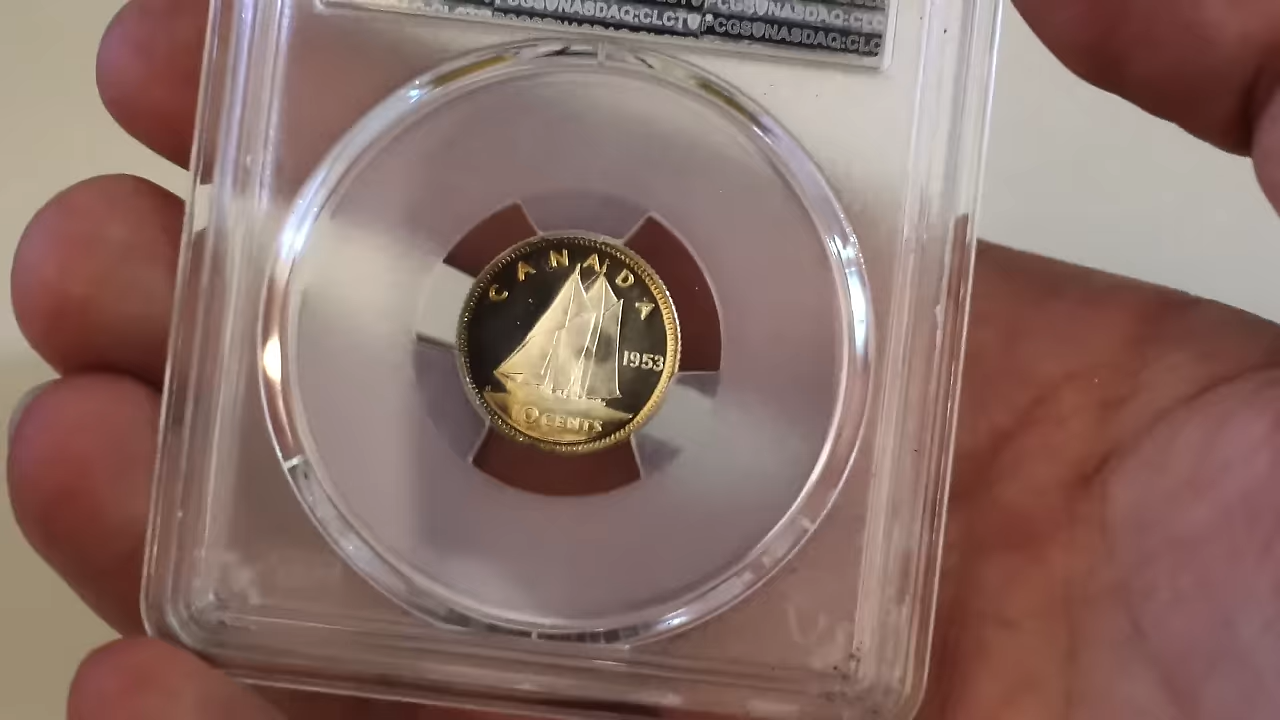 PCGS NASDAQ:CLCT PCGS NASDAQ:CLC
CANADA
1953
H
10 CENTS